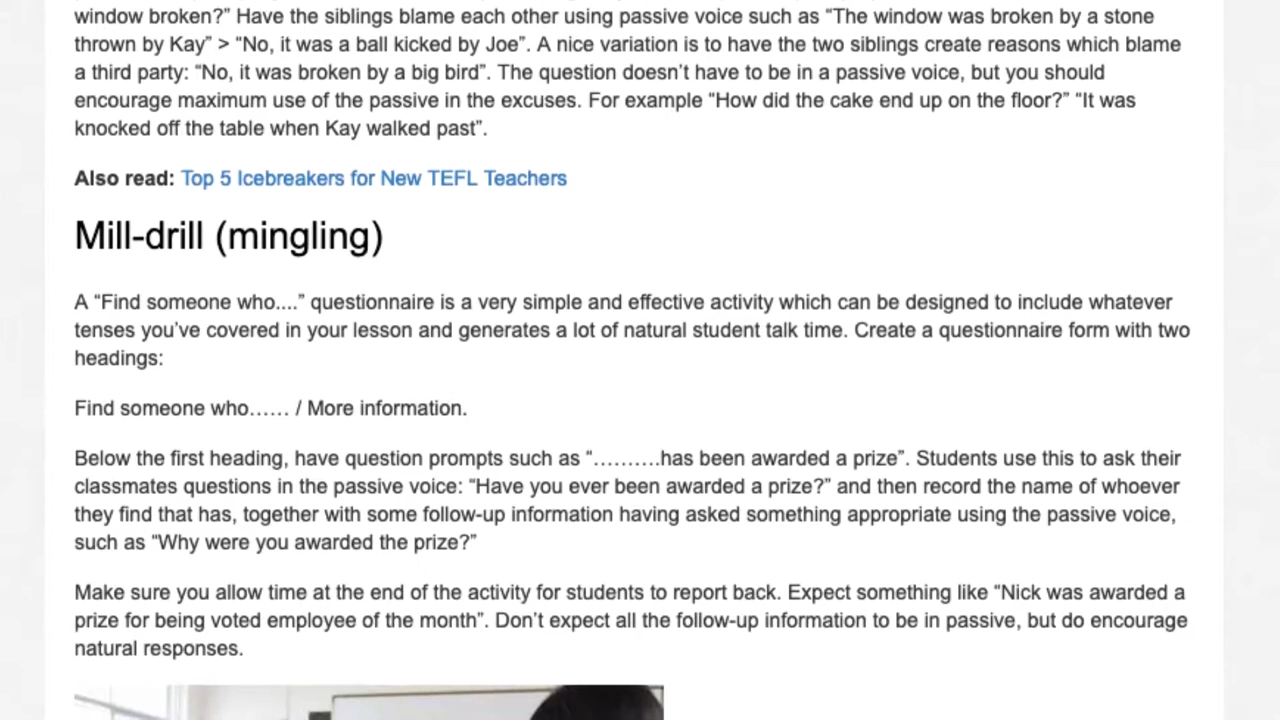 window broken?” Have the siblings blame each other using passive voice such as “The window was broken by a stone
thrown by Kay” > “No, it was a ball kicked by Joe”. A nice variation is to have the two siblings create reasons which blame
a third party: “No, it was broken by a big bird”. The question doesn’t have to be in a passive voice, but you should
encourage maximum use of the passive in the excuses. For example “How did the cake end up on the floor?” “It was
knocked off the table when Kay walked past”.
Also read: Top 5 Icebreakers for New TEFL Teachers
Mill-drill (mingling)
A “Find someone who....” questionnaire is a very simple and effective activity which can be designed to include whatever
tenses you’ve covered in your lesson and generates a lot of natural student talk time. Create a questionnaire form with two
headings:
Find someone who…… / More information.
Below the first heading, have question prompts such as “……….has been awarded a prize”. Students use this to ask their
classmates questions in the passive voice: “Have you ever been awarded a prize?” and then record the name of whoever
they find that has, together with some follow-up information having asked something appropriate using the passive voice,
such as “Why were you awarded the prize?”
Make sure you allow time at the end of the activity for students to report back. Expect something like “Nick was awarded a
prize for being voted employee of the month”. Don’t expect all the follow-up information to be in passive, but do encourage
natural responses.